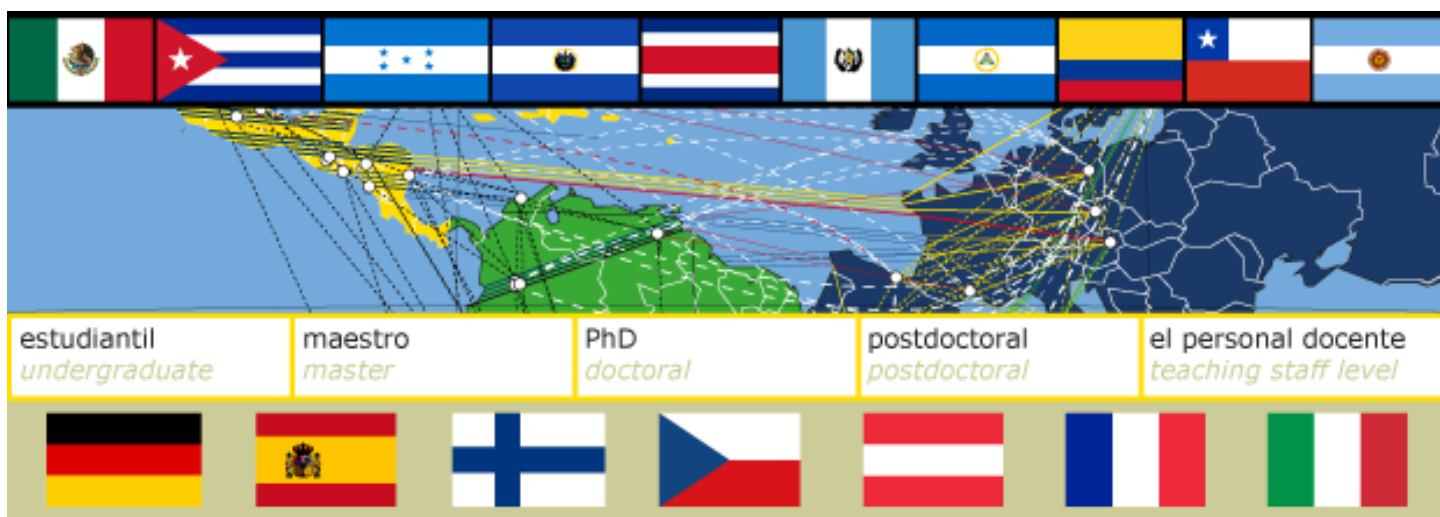 estudiantil
undergraduate
maestro
master
PhD
doctoral
postdoctoral
postdoctoral
el personal docente
teaching staff level